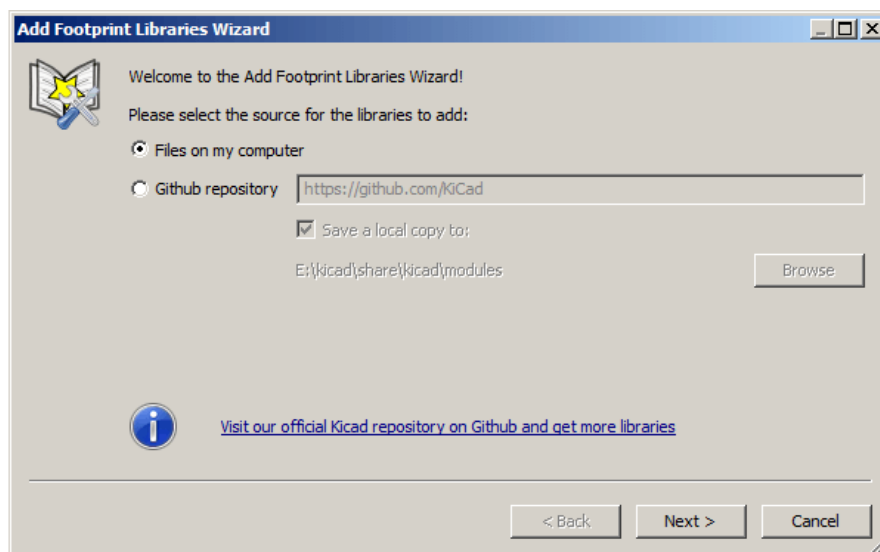 Add Footprint Libraries Wizard
Welcome to the Add Footprint Libraries Wizard!
Please select the source for the libraries to add:
Files on my computer
Github repository https://github.com/KiCad
Save a local copy to:
E:\kicad\share\kicad\modules Browse
Visit our official Kicad repository on Github and get more libraries
< Back Next > Cancel